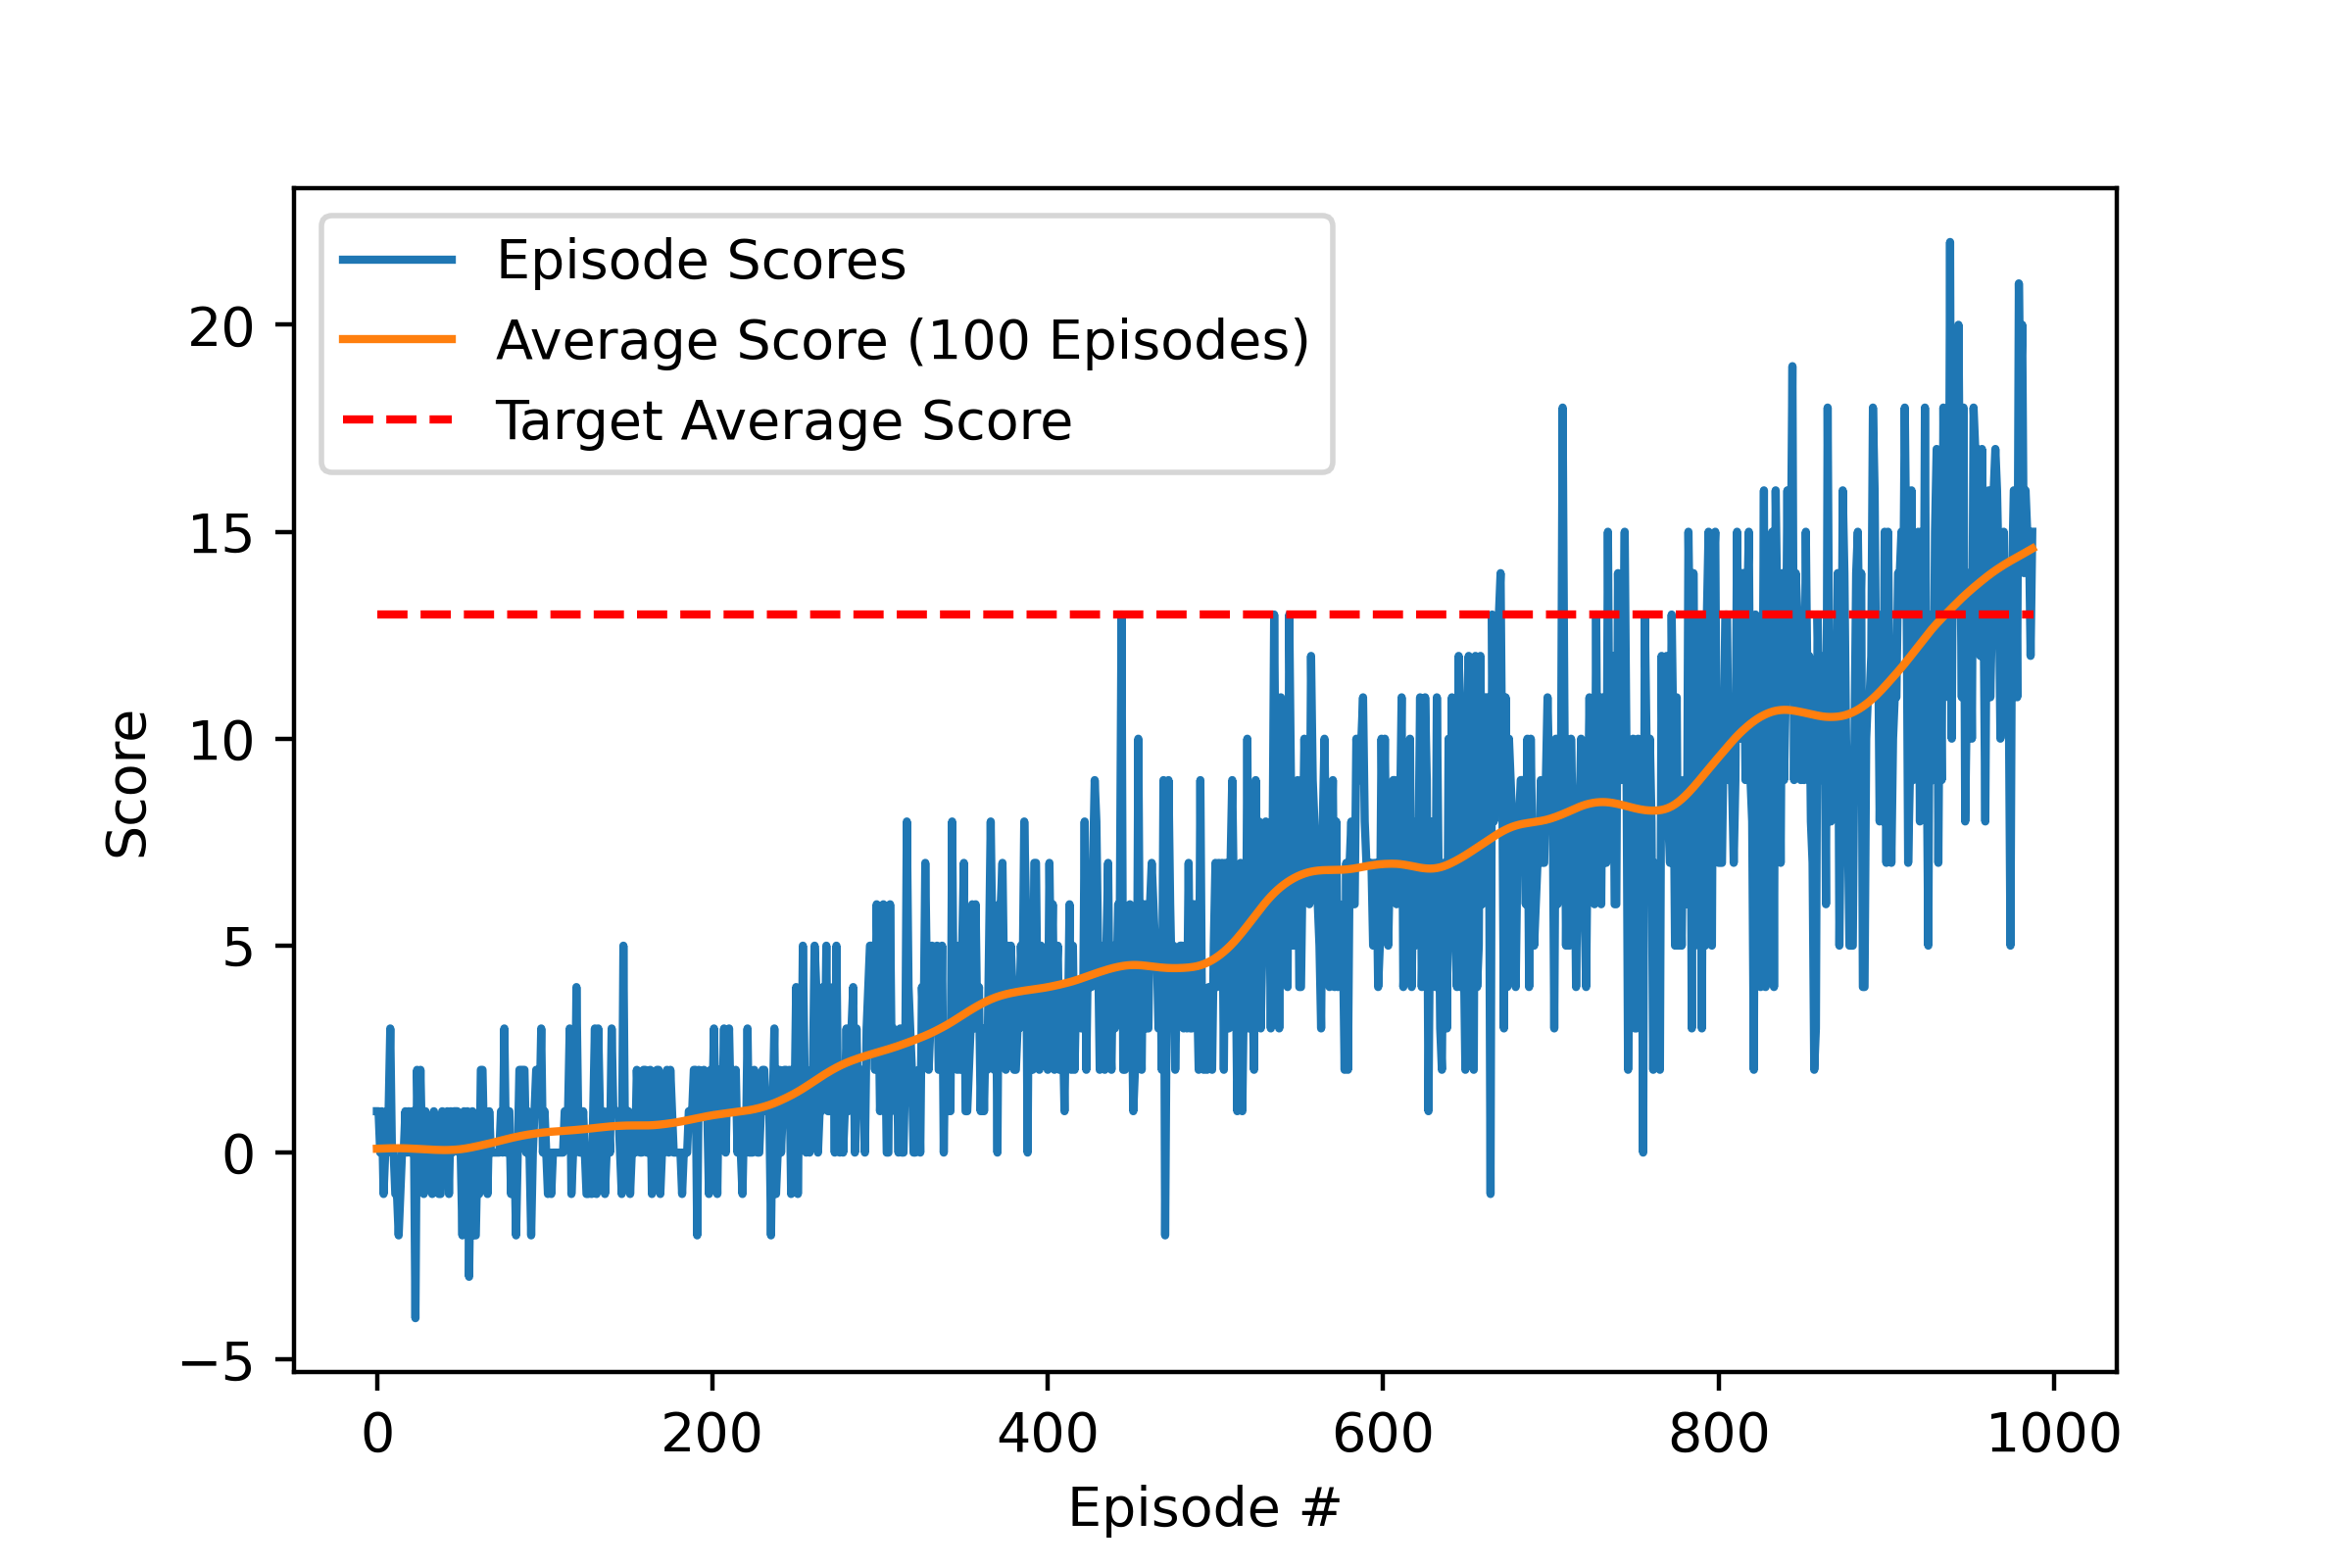 Episode Scores
Average Score (100 Episodes)
Target Average Score
20
15
10
5
0
−5
Score
0 200 400 600 800 1000
Episode #